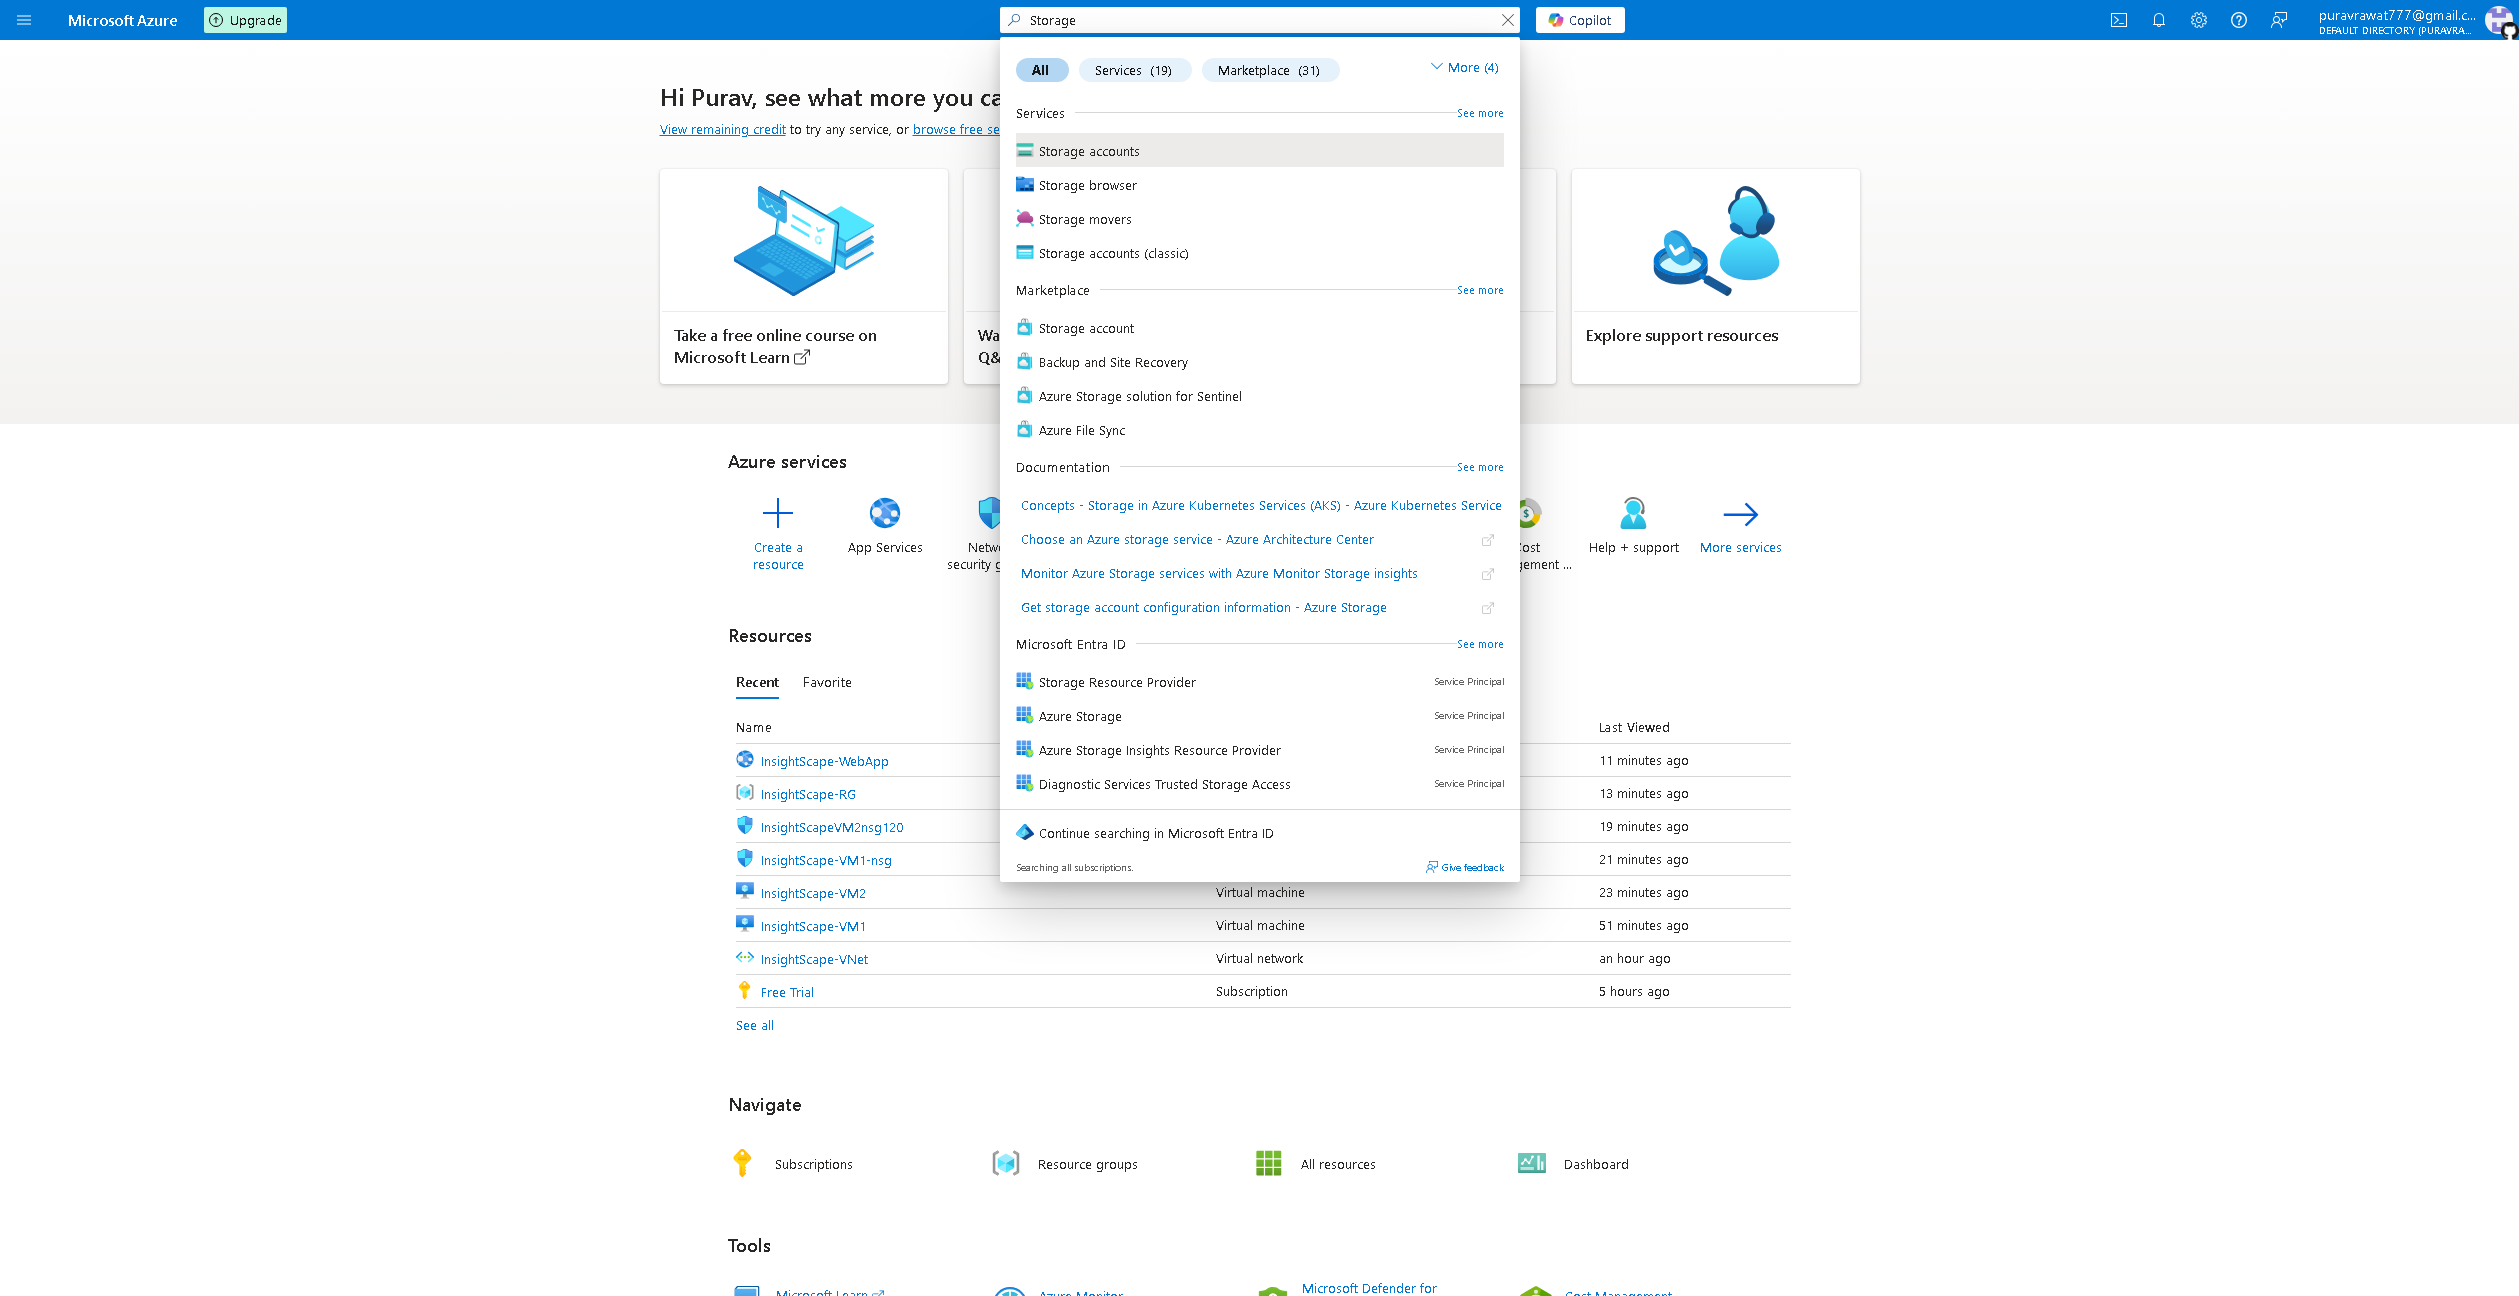 Microsoft Azure
Upgrade
Storage
Copilot
puravrawat777@gmail.c...
DEFAULT DIRECTORY (PURAVRA...
All
Services (19)
Marketplace (31)
More (4)
Hi Purav, see what more you ca
View remaining credit to try any service, or browse free se
Services
See more
Storage accounts
Storage browser
Storage movers
Storage accounts (classic)
Marketplace
See more
Storage account
Backup and Site Recovery
Azure Storage solution for Sentinel
Azure File Sync
Documentation
See more
Concepts - Storage in Azure Kubernetes Services (AKS) - Azure Kubernetes Service
Choose an Azure storage service - Azure Architecture Center
Monitor Azure Storage services with Azure Monitor Storage insights
Get storage account configuration information - Azure Storage
Microsoft Entra ID
See more
Storage Resource Provider
Service Principal
Azure Storage
Service Principal
Azure Storage Insights Resource Provider
Service Principal
Diagnostic Services Trusted Storage Access
Service Principal
Continue searching in Microsoft Entra ID
Searching all subscriptions.
Give feedback
Take a free online course on
Microsoft Learn
Wa
Q&
Explore support resources
Azure services
Create a
resource
App Services
Netw
security g
ost
gement ...
Help + support
More services
Resources
Recent
Favorite
Name
Last Viewed
InsightScape-WebApp
11 minutes ago
InsightScape-RG
13 minutes ago
InsightScapeVM2nsg120
19 minutes ago
InsightScape-VM1-nsg
21 minutes ago
InsightScape-VM2
Virtual machine
23 minutes ago
InsightScape-VM1
Virtual machine
51 minutes ago
InsightScape-VNet
Virtual network
an hour ago
Free Trial
Subscription
5 hours ago
See all
Navigate
Subscriptions
Resource groups
All resources
Dashboard
Tools
Microsoft Learn
Azure Monitor
Microsoft Defender for
Cost Management